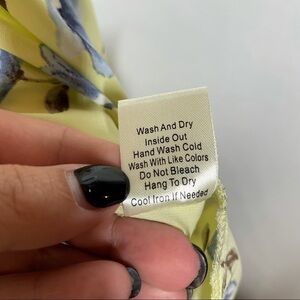 Wash And Dry
Inside Out
Hand Wash Cold
Wash With Like Colors
Do Not Bleach
Hang To Dry
Cool Iron If Needed